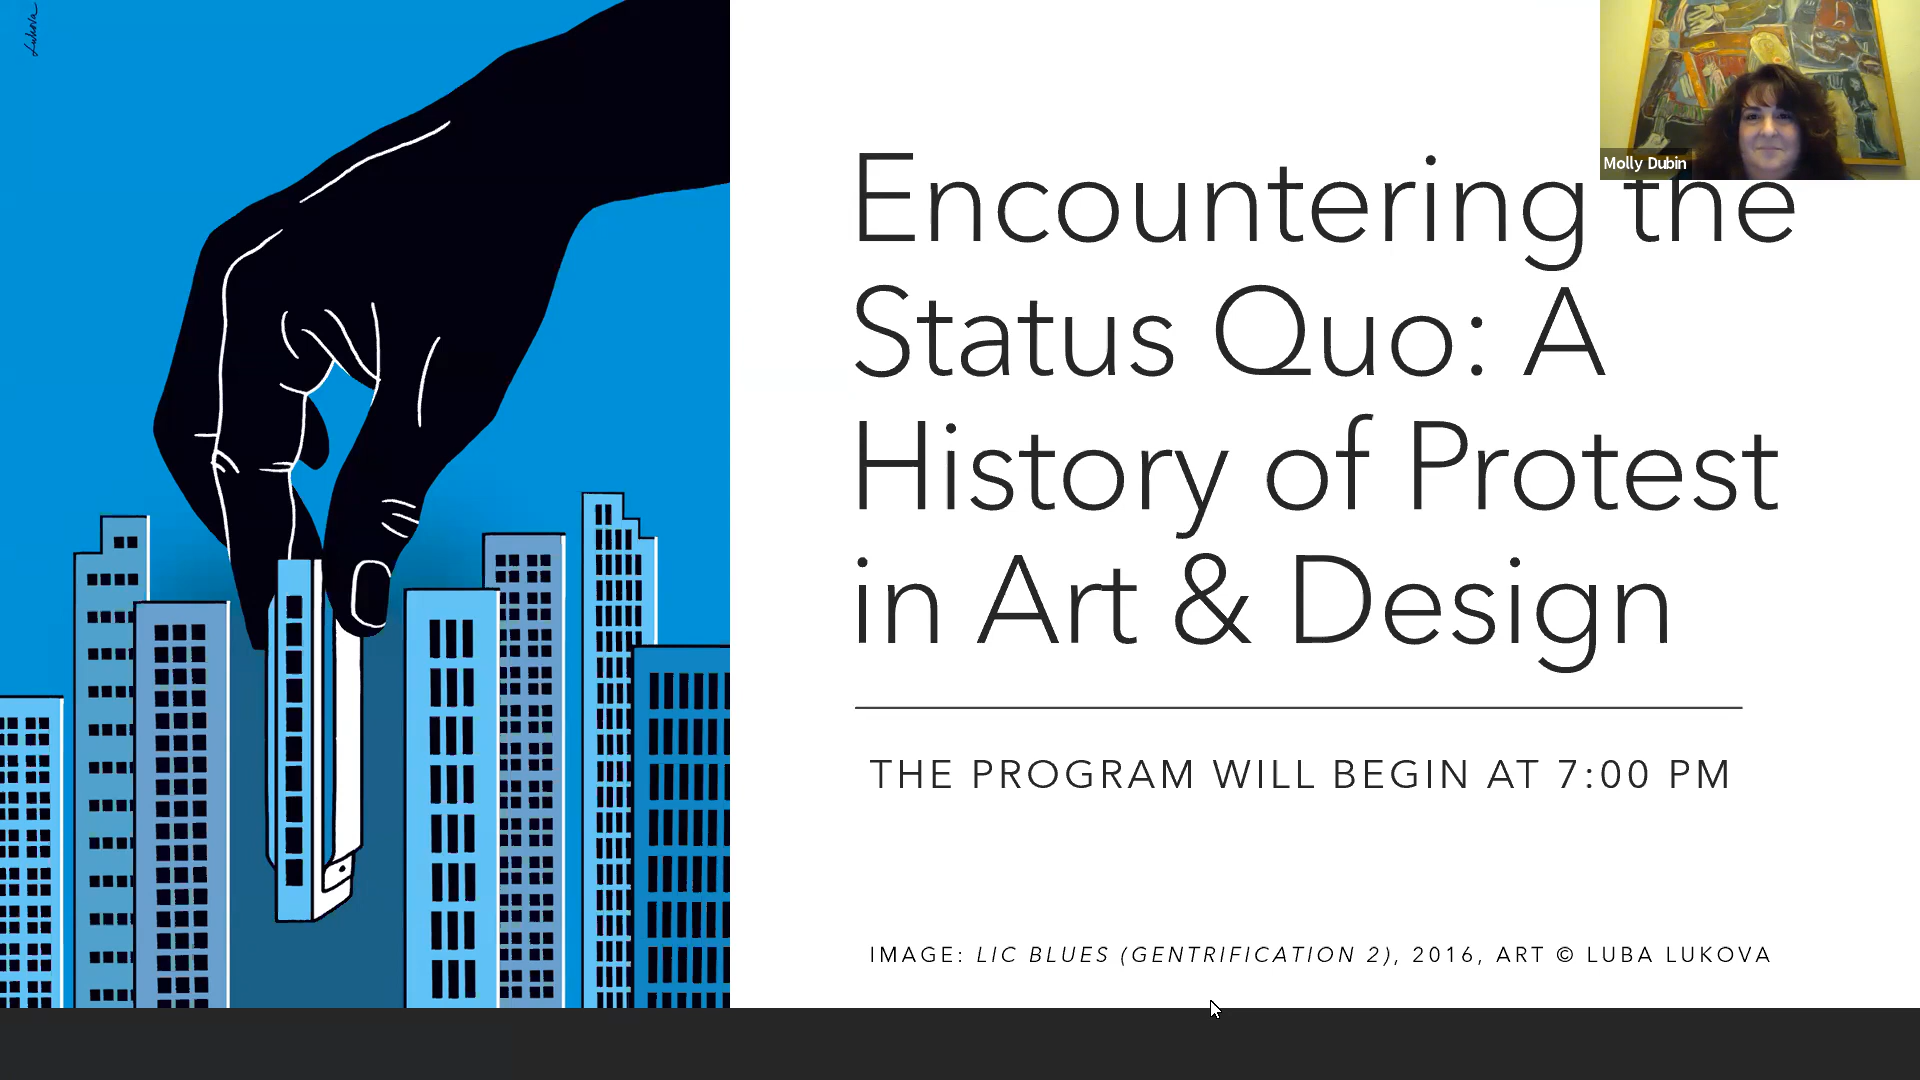 Lukova
Molly Dubin
Encountering the
Status Quo: A
History of Protest
in Art & Design
THE PROGRAM WILL BEGIN AT 7:00 PM
IMAGE: LIC BLUES (GENTRIFICATION 2), 2016, ART © LUBA LUKOVA